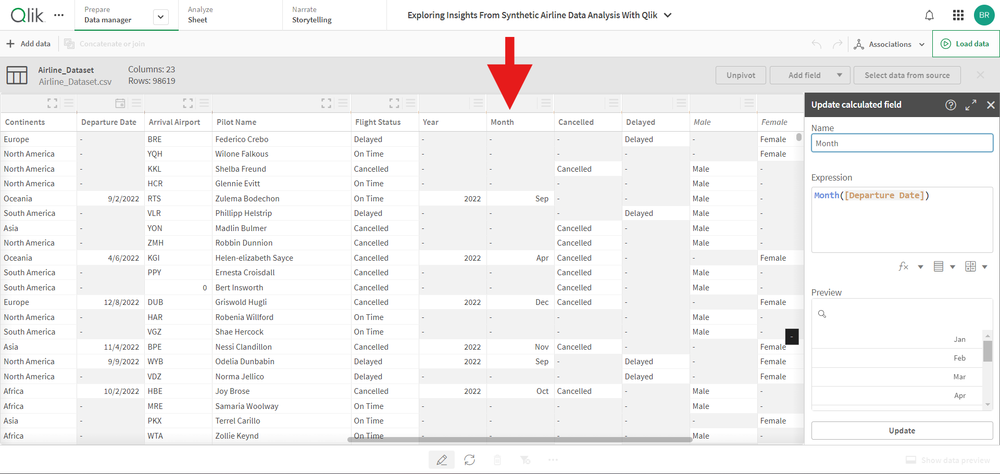 Qlik
Prepare
Data manager
Analyze
Sheet
Narrate
Storytelling
Exploring Insights From Synthetic Airline Data Analysis With Qlik
BR
Add data
Concatenate or join
Associations
Load data
Airline_Dataset
Airline_Dataset.csv
Columns: 23
Rows: 98619
Unpivot
Add field
Select data from source
Continents Departure Date Arrival Airport Pilot Name Flight Status Year Month Cancelled Delayed Male Female
Europe - BRE Federico Crebo Delayed - - - Delayed - Female
North America - YQH Wilone Falkous On Time - - - - - Female
North America - KKL Shelba Freund Cancelled - - Cancelled - Male -
North America - HCR Glennie Evitt On Time - - - - Male -
Oceania 9/2/2022 RTS Zulema Bodechon On Time 2022 Sep - - Male -
South America - VLR Phillipp Helstrip Delayed - - - Delayed Male -
Asia - YON Madlin Bulmer Cancelled - - Cancelled - Male -
North America - ZMH Robbin Dunnion Cancelled - - Cancelled - Male -
Oceania 4/6/2022 KGI Helen-elizabeth Sayce Cancelled 2022 Apr Cancelled - - Female
South America - PPY Ernesta Croisdall Cancelled - - Cancelled - Male -
South America - 0 Bert Insworth Cancelled - - Cancelled - Male -
Europe 12/8/2022 DUB Griswold Hugli Cancelled 2022 Dec Cancelled - - Female
North America - HAR Robenia Willford On Time - - - - Male -
South America - VGZ Shae Hercock On Time - - - - Male -
Asia 11/4/2022 BPE Nessi Clandillon Cancelled 2022 Nov Cancelled - - Female
North America 9/9/2022 WYB Odelia Dunbabin Delayed 2022 Sep - Delayed - Female
North America - VDZ Norma Jellico Delayed - - - Delayed - Female
Africa 10/2/2022 HBE Joy Brose Cancelled 2022 Oct Cancelled - Male -
Africa - MRE Samaria Woolway On Time - - - - Male -
Asia - PKX Terrel Carillo On Time - - - - - Female
Africa - WTA Zollie Keynd On Time - - - - Male -
-
Update calculated field
Name
Month
Expression
Month([Departure Date])
fx
Preview
Jan
Feb
Mar
Apr
Update
Show data preview